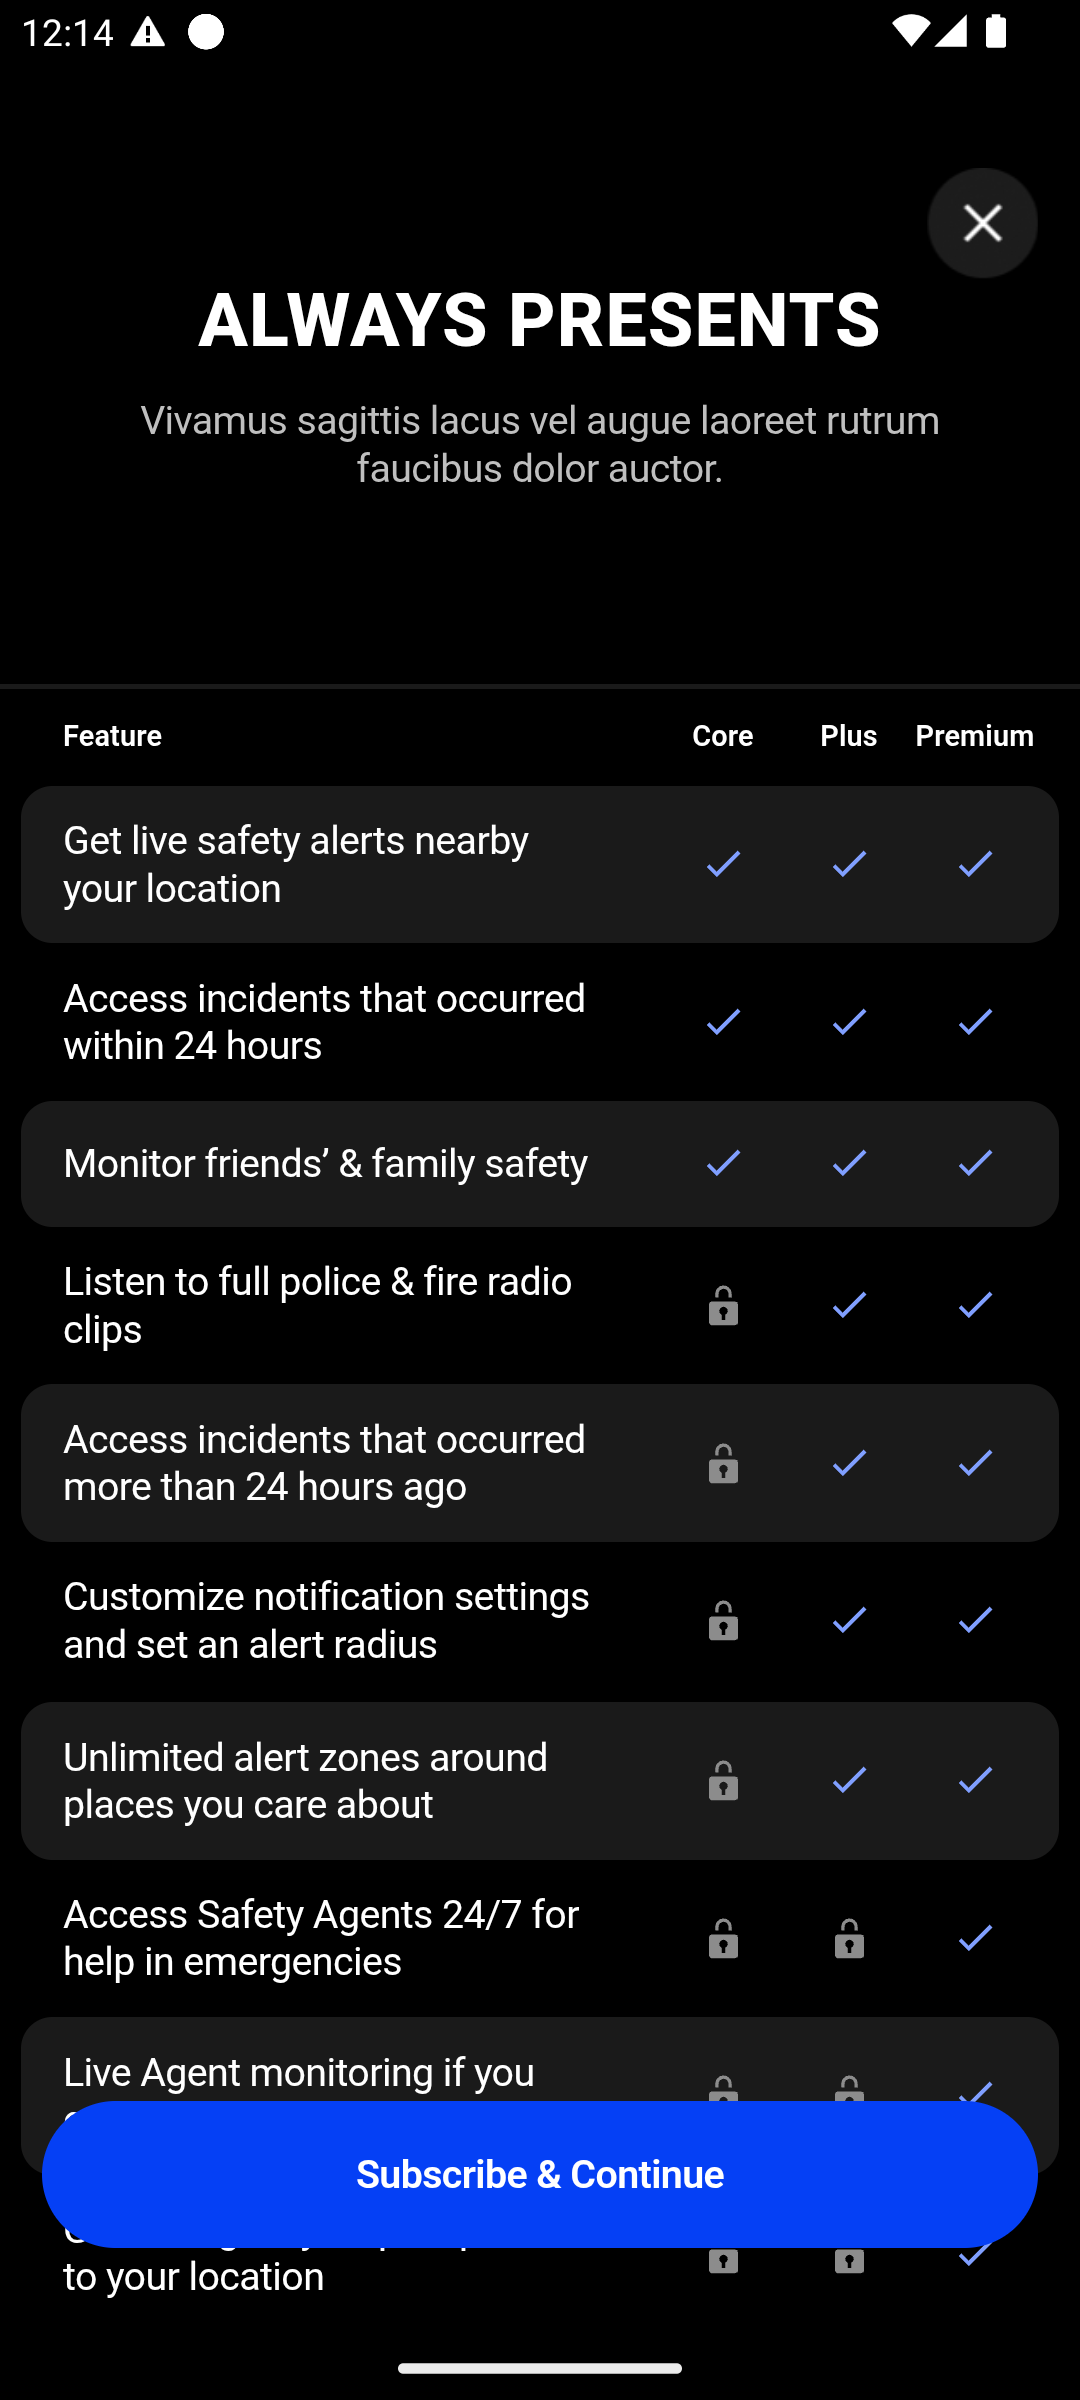 12:14
ALWAYS PRESENTS
Vivamus sagittis lacus vel augue laoreet rutrum
faucibus dolor auctor.
Feature Core Plus Premium
Get live safety alerts nearby
your location
Access incidents that occurred
within 24 hours
Monitor friends’ & family safety
Listen to full police & fire radio
clips
Access incidents that occurred
more than 24 hours ago
Customize notification settings
and set an alert radius
Unlimited alert zones around
places you care about
Access Safety Agents 24/7 for
help in emergencies
Live Agent monitoring if you
Subscribe & Continue
to your location